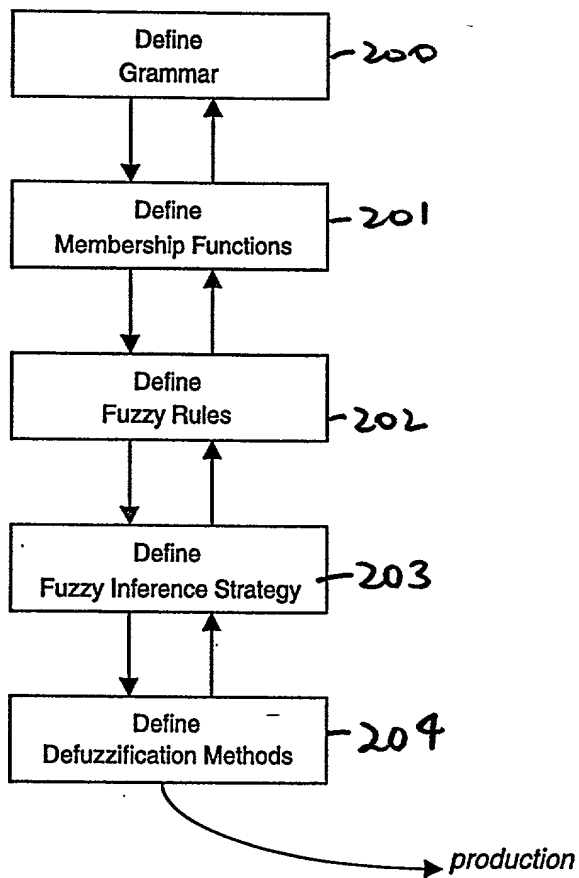 Define
Grammar
200
Define
Membership Functions
201
Define
Fuzzy Rules
202
Define
Fuzzy Inference Strategy
203
Define
Defuzzification Methods
204
production